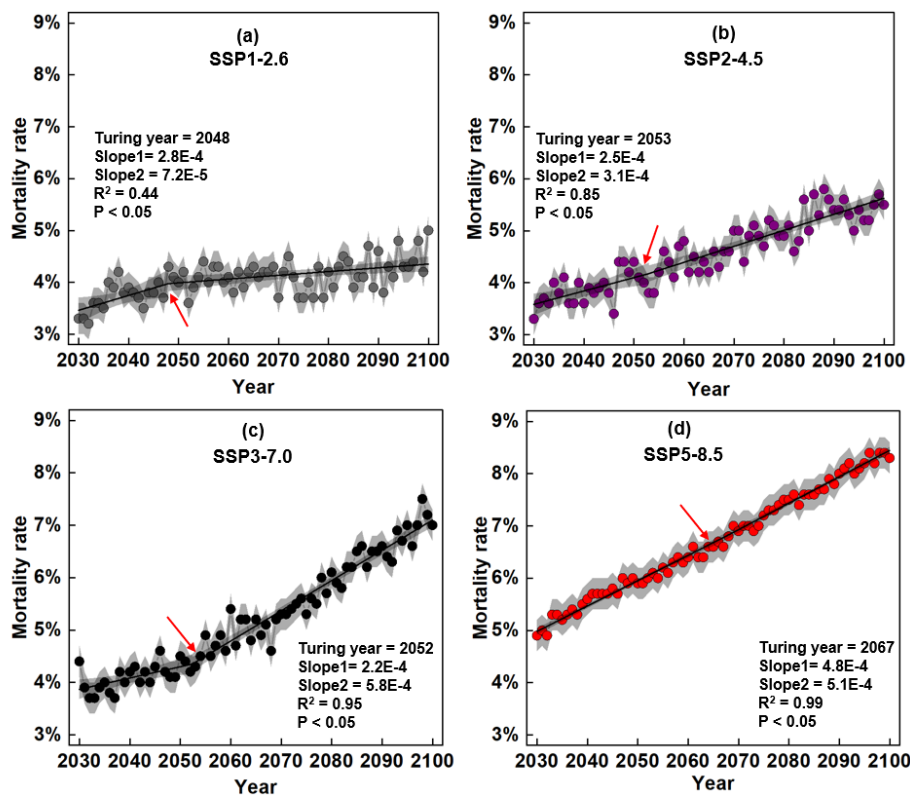 (a)
SSP1-2.6
Mortality rate
9%
8%
7%
6%
5%
4%
3%
Turing year = 2048
Slope1= 2.8E-4
Slope2 = 7.2E-5
R² = 0.44
P < 0.05
2030 2040 2050 2060 2070 2080 2090 2100
Year
(b)
SSP2-4.5
Mortality rate
9%
8%
7%
6%
5%
4%
3%
Turing year = 2053
Slope1= 2.5E-4
Slope2 = 3.1E-4
R² = 0.85
P < 0.05
2030 2040 2050 2060 2070 2080 2090 2100
Year
(c)
SSP3-7.0
Mortality rate
9%
8%
7%
6%
5%
4%
3%
Turing year = 2052
Slope1= 2.2E-4
Slope2 = 5.8E-4
R² = 0.95
P < 0.05
2030 2040 2050 2060 2070 2080 2090 2100
Year
(d)
SSP5-8.5
Mortality rate
9%
8%
7%
6%
5%
4%
3%
Turing year = 2067
Slope1= 4.8E-4
Slope2 = 5.1E-4
R² = 0.99
P < 0.05
2030 2040 2050 2060 2070 2080 2090 2100
Year